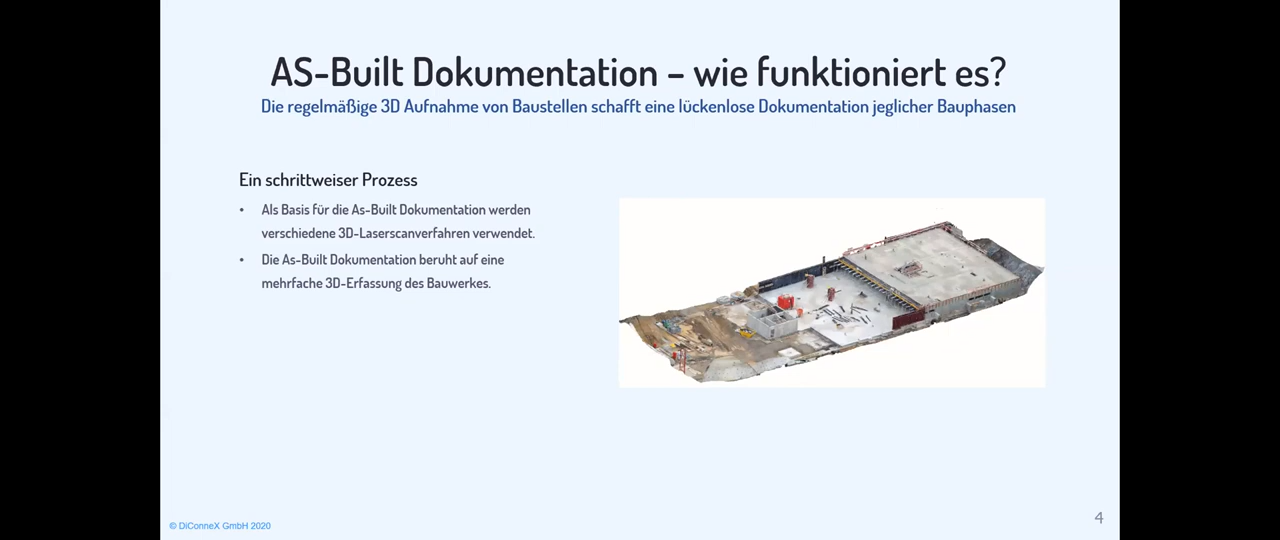 AS-Built Dokumentation – wie funktioniert es?
Die regelmäßige 3D Aufnahme von Baustellen schafft eine lückenlose Dokumentation jeglicher Bauphasen
Ein schrittweiser Prozess
• Als Basis für die As-Built Dokumentation werden
verschiedene 3D-Laserscanverfahren verwendet.
• Die As-Built Dokumentation beruht auf eine
mehrfache 3D-Erfassung des Bauwerkes.
© DiConneX GmbH 2020
4